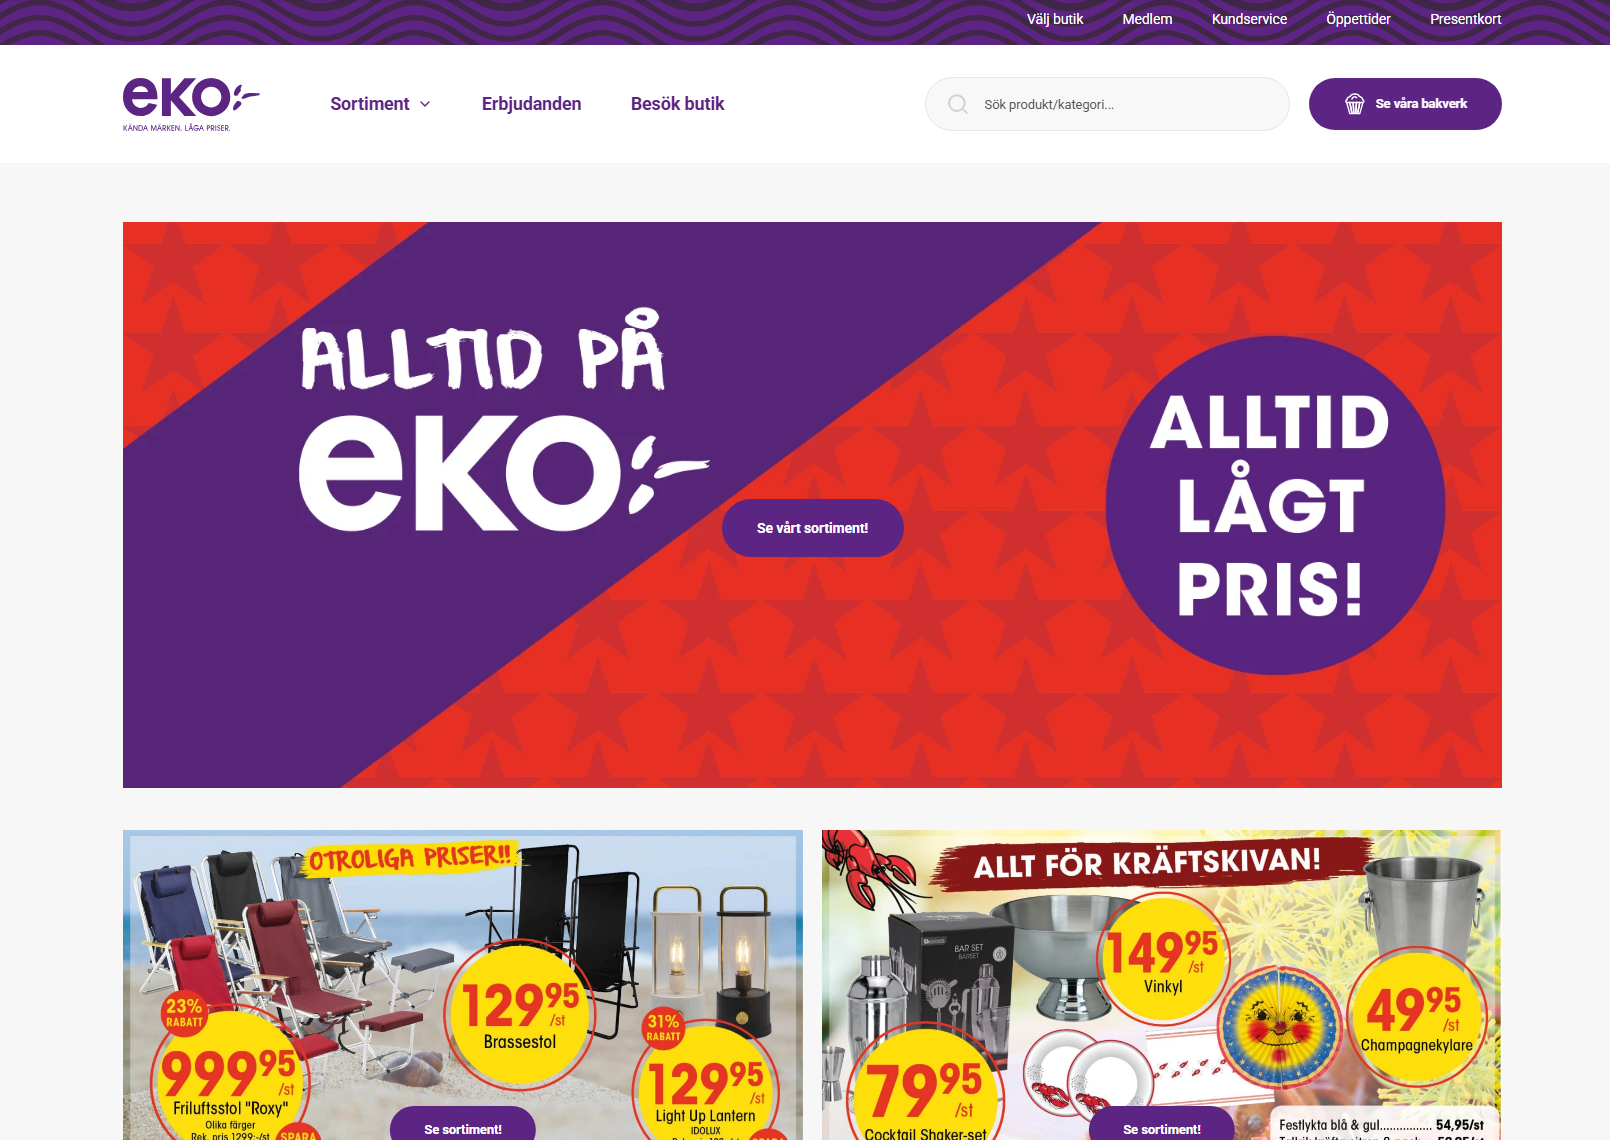 Välj butik
Medlem
Kundservice
Öppettider
Presentkort
eko
KÄNDA MÄRKEN. LÅGA PRISER.
Sortiment
Erbjudanden
Besök butik
Sök produkt/kategori...
Se våra bakverk
ALLTID PÅ
eko
Se vårt sortiment!
ALLTID
LÅGT
PRIS!
OTROLIGA PRISER!!
23%
RABATT
999 95
/st
Friluftsstol "Roxy"
Olika färger
Rek. pris 1299:-/st
SPARA
129 95
/st
Brassestol
31%
RABATT
129 95
/st
Light Up Lantern
IDOLUX
Se sortiment!
ALLT FÖR KRÄFTSKIVAN!
BAR SET
BARSET
149 95
/st
Vinkyl
49 95
/st
Champagnekylare
79 95
/st
Cocktail Shaker-set
Se sortiment!
Festlykta blå & gul................ 54,95/st